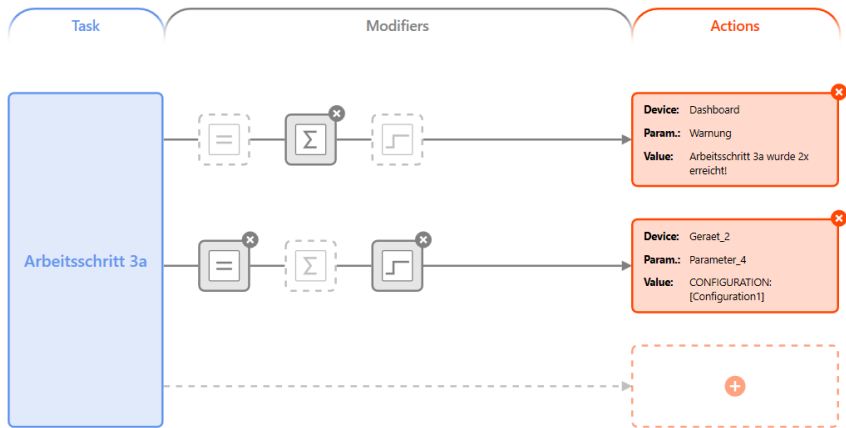 Task
Modifiers
Actions
Arbeitsschritt 3a
=
Σ
Device: Dashboard
Param.: Warnung
Value: Arbeitsschritt 3a wurde 2x
erreicht!
=
Σ
Device: Geraet_2
Param.: Parameter_4
Value: CONFIGURATION:
[Configuration1]
+